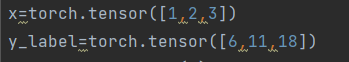 x=torch.tensor([1,2,3])
y_label=torch.tensor([6,11,18])